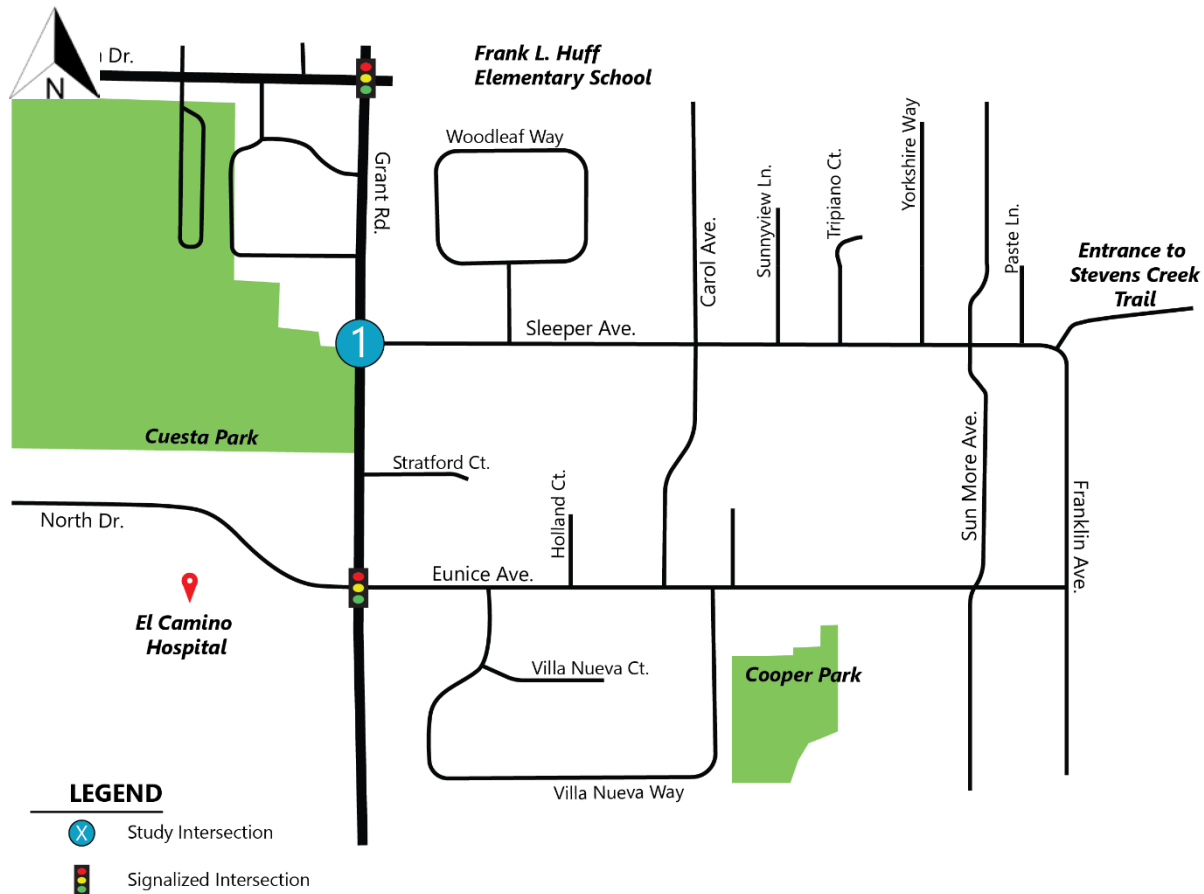 N
Dr.
Frank L. Huff
Elementary School
Woodleaf Way
Grant Rd.
Carol Ave.
Sunnyview Ln.
Tripiano Ct.
Yorkshire Way
Paste Ln.
Entrance to
Stevens Creek
Trail
1
Sleeper Ave.
Cuesta Park
Stratford Ct.
North Dr.
Holland Ct.
Sun More Ave.
Franklin Ave.
Eunice Ave.
El Camino
Hospital
Villa Nueva Ct.
Cooper Park
Villa Nueva Way
LEGEND
X
Study Intersection
Signalized Intersection